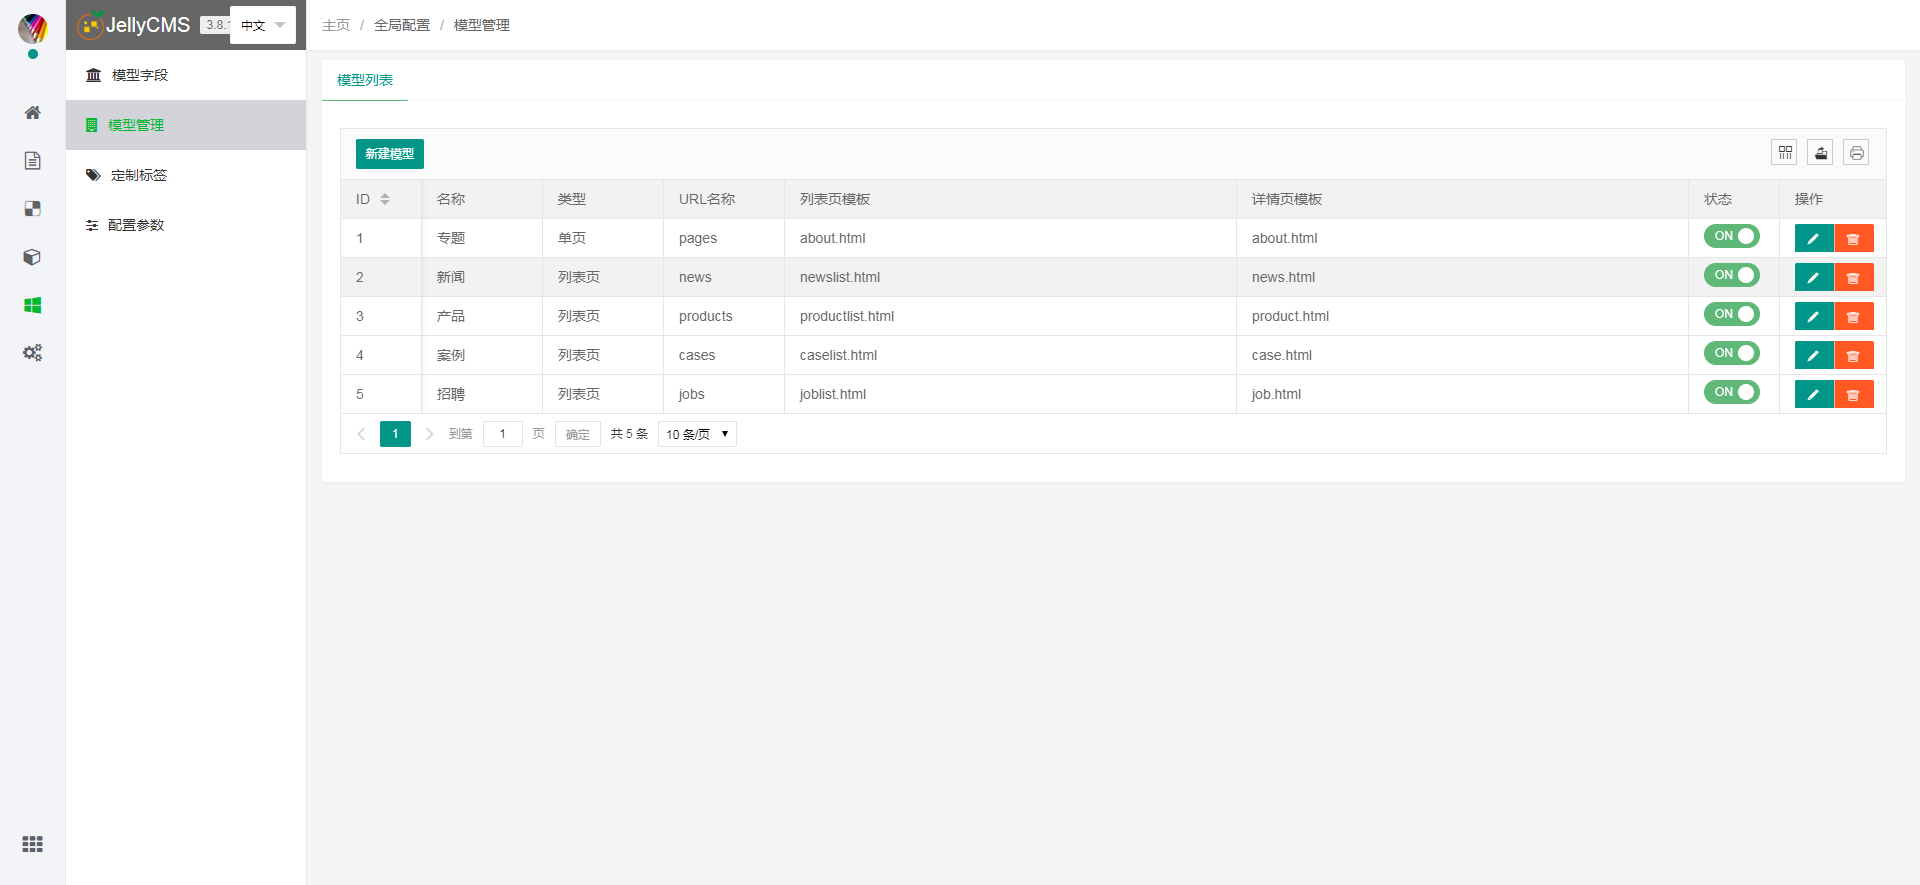 JellyCMS 3.8. 中文
主页 / 全局配置 / 模型管理
模型字段
模型管理
定制标签
配置参数
模型列表
新建模型
ID 名称 类型 URL名称 列表页模板 详情页模板 状态 操作
1 专题 单页 pages about.html about.html ON
2 新闻 列表页 news newslist.html news.html ON
3 产品 列表页 products productlist.html product.html ON
4 案例 列表页 cases caselist.html case.html ON
5 招聘 列表页 jobs joblist.html job.html ON
1 到第 1 页 确定 共 5 条 10 条/页